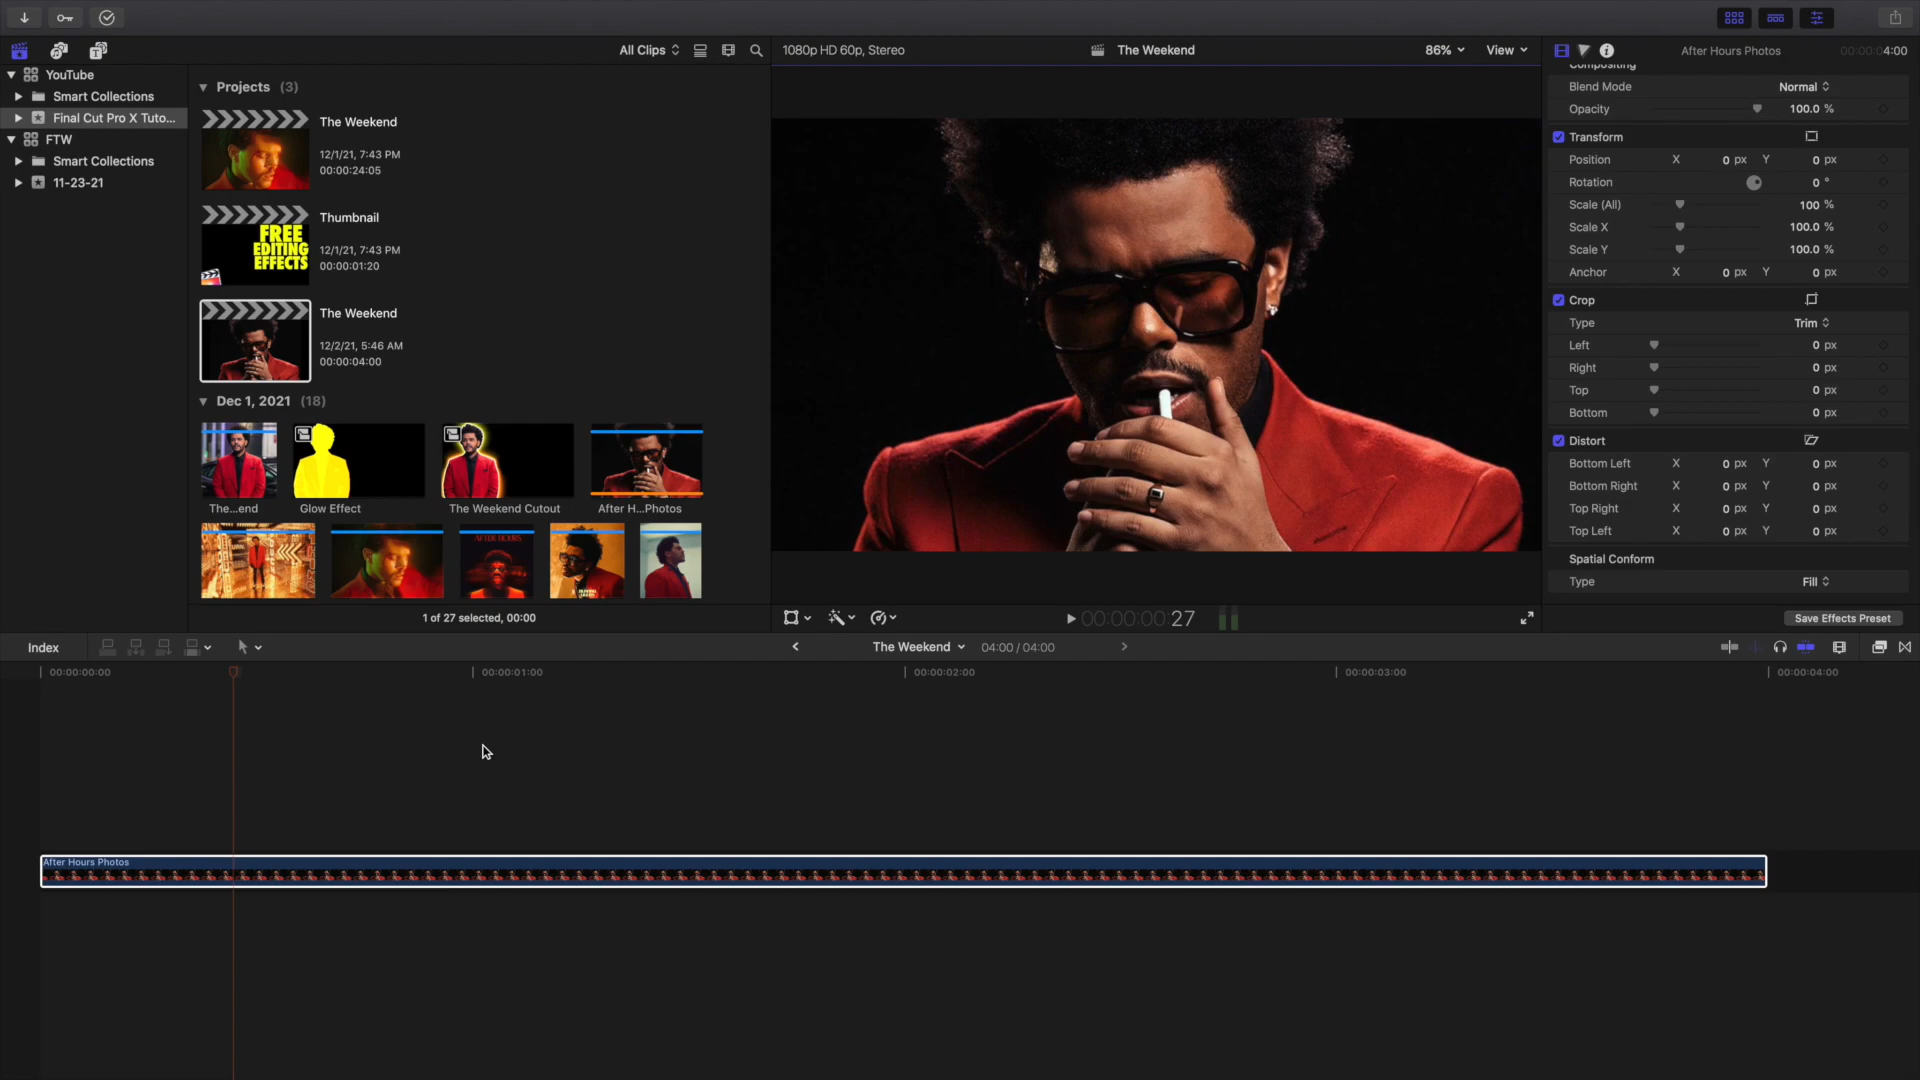 All Clips
1080p HD 60p, Stereo
The Weekend
86%
View
After Hours Photos
00:00:04:00
YouTube
Smart Collections
Final Cut Pro X Tuto...
FTW
Smart Collections
11-23-21
Projects (3)
The Weekend
12/1/21, 7:43 PM
00:00:24:05
FREE
EDITING
EFFECTS
Thumbnail
12/1/21, 7:43 PM
00:00:01:20
The Weekend
12/2/21, 5:46 AM
00:00:04:00
Dec 1, 2021 (18)
The...end
Glow Effect
The Weekend Cutout
After H...Photos
AFTER HOURS
1 of 27 selected, 00:00
00:00:00:27
Compositing
Blend Mode Normal
Opacity 100.0 %
Transform
Position X 0 px Y 0 px
Rotation 0 °
Scale (All) 100 %
Scale X 100.0 %
Scale Y 100.0 %
Anchor X 0 px Y 0 px
Crop
Type Trim
Left 0 px
Right 0 px
Top 0 px
Bottom 0 px
Distort
Bottom Left X 0 px Y 0 px
Bottom Right X 0 px Y 0 px
Top Right X 0 px Y 0 px
Top Left X 0 px Y 0 px
Spatial Conform
Type Fill
Save Effects Preset
Index
The Weekend
04:00 / 04:00
00:00:00:00
00:00:01:00
00:00:02:00
00:00:03:00
00:00:04:00
After Hours Photos